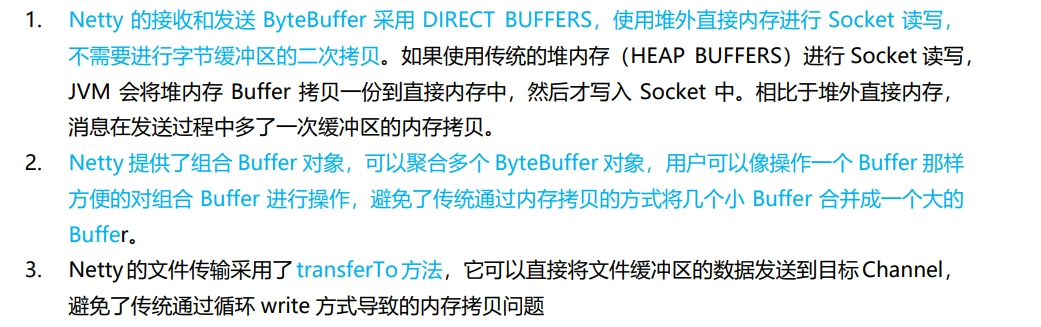 1. Netty 的接收和发送 ByteBuffer 采用 DIRECT BUFFERS，使用堆外直接内存进行 Socket 读写，
不需要进行字节缓冲区的二次拷贝。如果使用传统的堆内存（HEAP BUFFERS）进行 Socket 读写，
JVM 会将堆内存 Buffer 拷贝一份到直接内存中，然后才写入 Socket 中。相比于堆外直接内存，
消息在发送过程中多了一次缓冲区的内存拷贝。
2. Netty 提供了组合 Buffer 对象，可以聚合多个 ByteBuffer 对象，用户可以像操作一个 Buffer 那样
方便的对组合 Buffer 进行操作，避免了传统通过内存拷贝的方式将几个小 Buffer 合并成一个大的
Buffer。
3. Netty 的文件传输采用了 transferTo 方法，它可以直接将文件缓冲区的数据发送到目标 Channel，
避免了传统通过循环 write 方式导致的内存拷贝问题